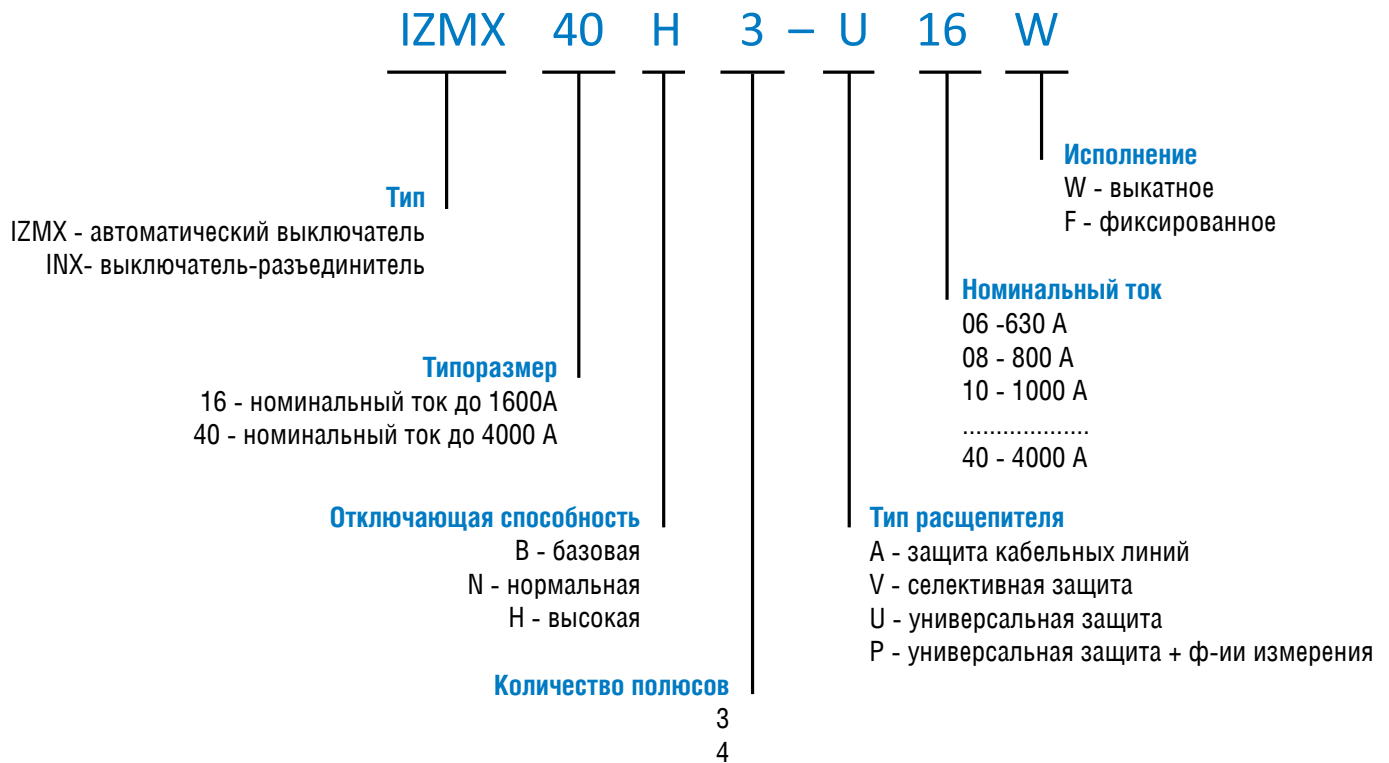 IZMX 40 H 3 – U 16 W
Исполнение
W - выкатное
F - фиксированное
Тип
IZMX - автоматический выключатель
INX- выключатель-разъединитель
Номинальный ток
06 -630 А
08 - 800 А
10 - 1000 А
...................
40 - 4000 А
Типоразмер
16 - номинальный ток до 1600А
40 - номинальный ток до 4000 А
Отключающая способность
B - базовая
N - нормальная
H - высокая
Тип расщепителя
A - защита кабельных линий
V - селективная защита
U - универсальная защита
P - универсальная защита + ф-ии измерения
Количество полюсов
3
4